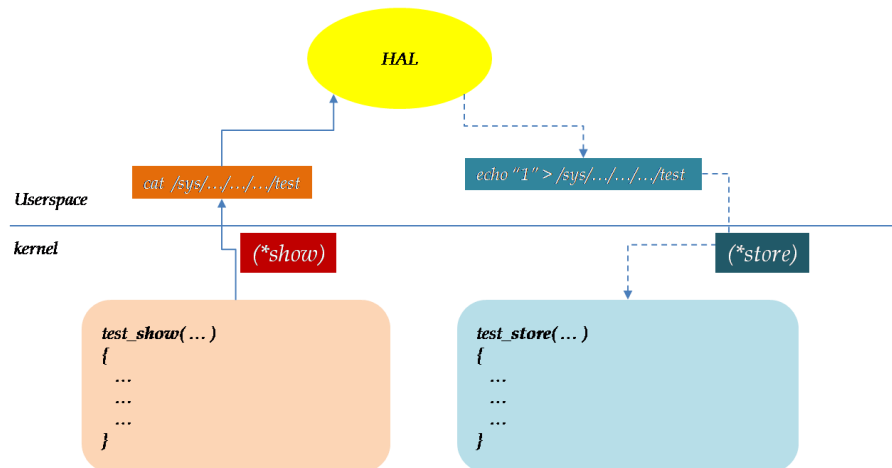 HAL
cat /sys/.../.../.../test
echo "1" > /sys/.../.../.../test
Userspace
kernel
(*show)
(*store)
test_show( ... )
{
...
...
...
}
test_store( ... )
{
...
...
...
}